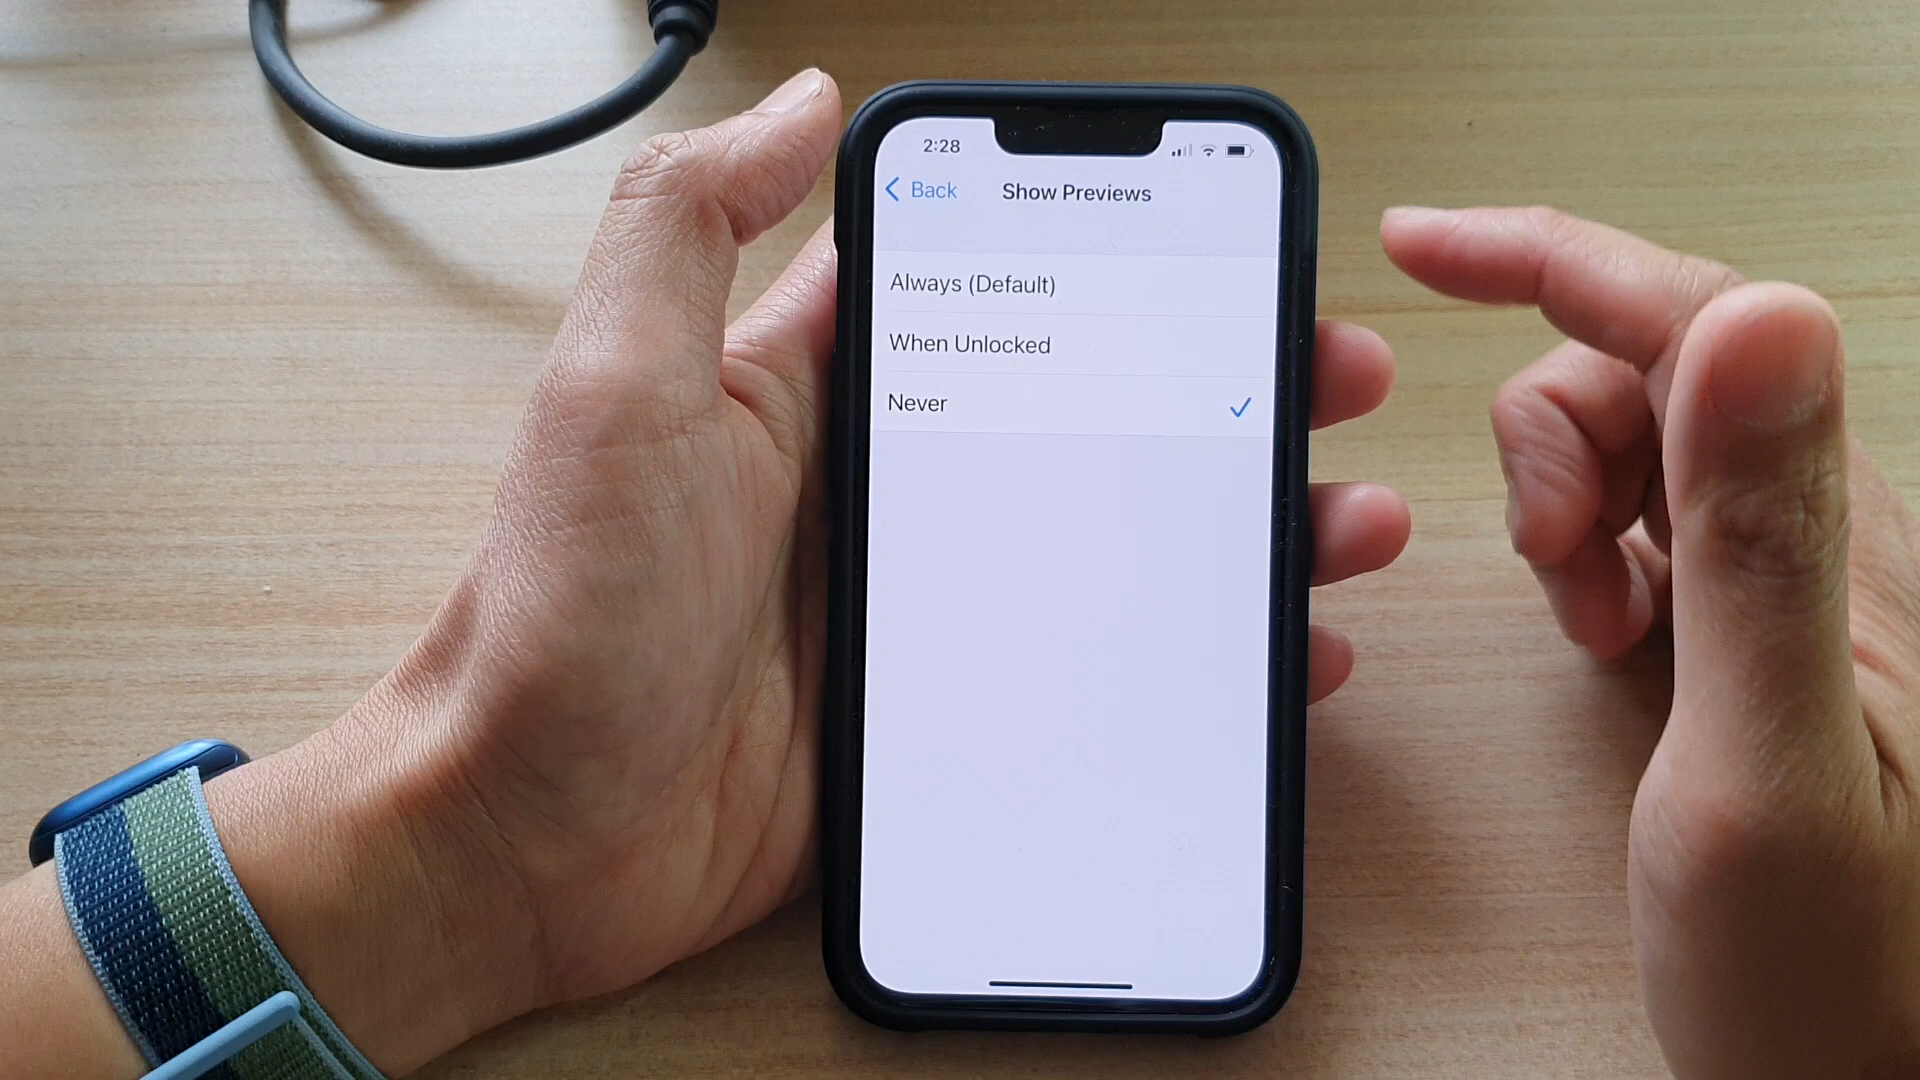 2:28
Back
Show Previews
Always (Default)
When Unlocked
Never